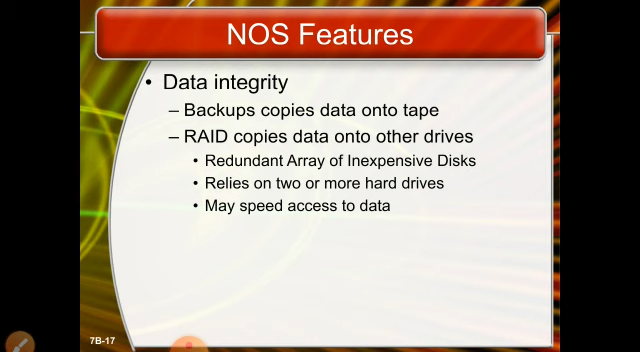 NOS Features
• Data integrity
– Backups copies data onto tape
– RAID copies data onto other drives
• Redundant Array of Inexpensive Disks
• Relies on two or more hard drives
• May speed access to data
7B-17